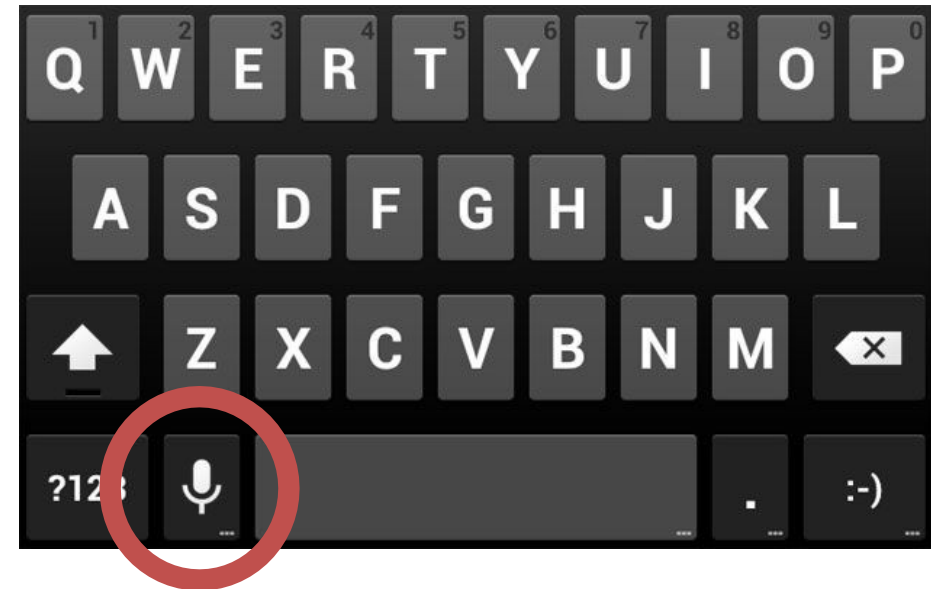 1 2 3 4 5 6 7 8 9 0
Q W E R T Y U I O P
A S D F G H J K L
Z X C V B N M
?123 . :-)